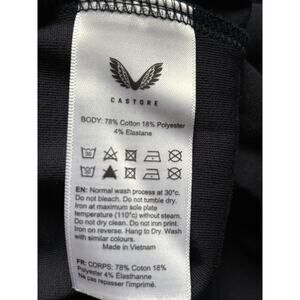 CASTORE
BODY: 78% Cotton 18% Polyester
4% Elastane
EN: Normal wash process at 30°c.
Do not bleach. Do not tumble dry.
Iron at maximum sole plate
temperature (110°c) without steam.
Do not dry clean. Do not iron print.
Iron on reverse. Hang to Dry. Wash
with similar colours.
Made in Vietnam
FR: CORPS: 78% Coton 18%
Polyester 4% Élasthanne
Ne pas repasser l'imprimé.